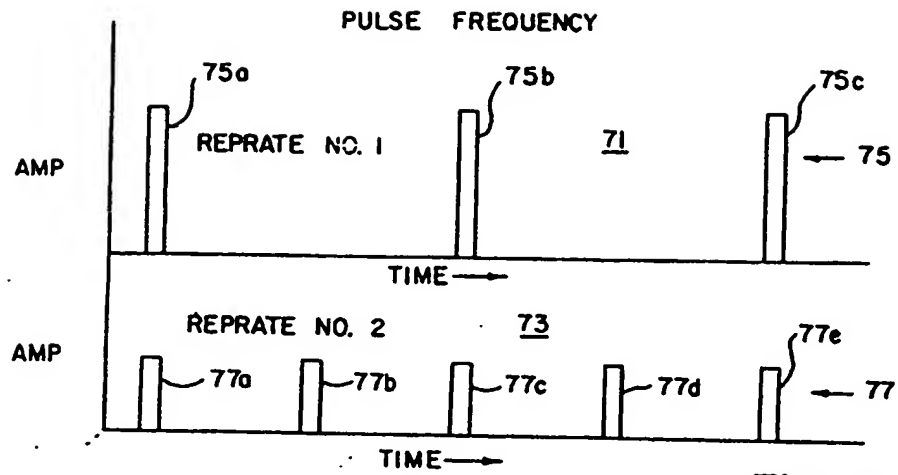 PULSE FREQUENCY
75a
75b
75c
REPRATE NO. 1
71
75
AMP
TIME
REPRATE NO. 2
73
77e
AMP
77a
77b
77c
77d
77
TIME